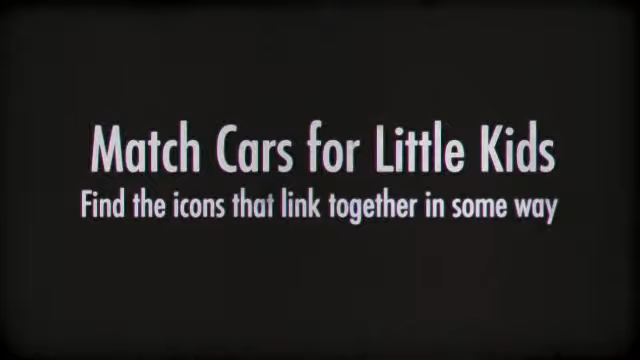 Match Cars for Little Kids
Find the icons that link together in some way